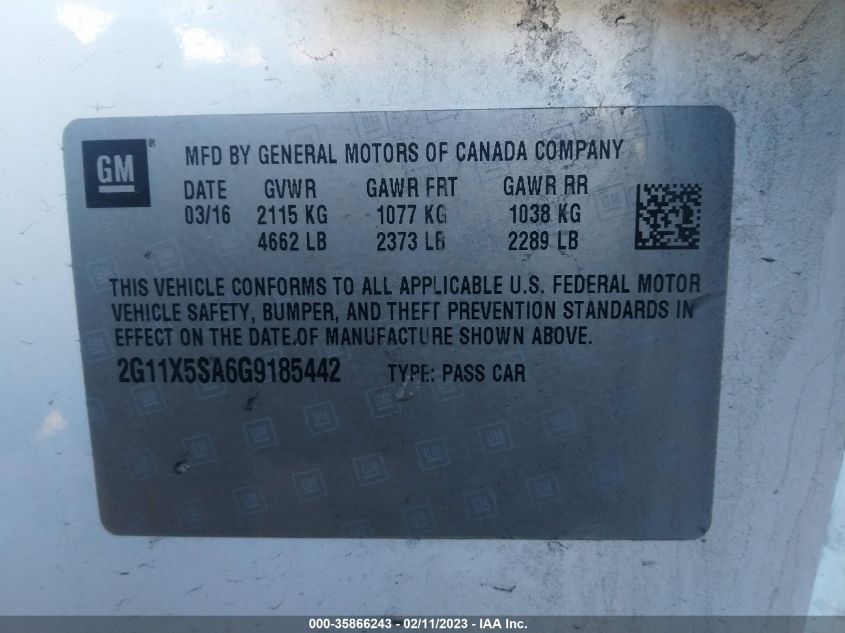 GM®
MFD BY GENERAL MOTORS OF CANADA COMPANY
DATE GVWR GAWR FRT GAWR RR
03/16 2115 KG 1077 KG 1038 KG
4662 LB 2373 LB 2289 LB
THIS VEHICLE CONFORMS TO ALL APPLICABLE U.S. FEDERAL MOTOR
VEHICLE SAFETY, BUMPER, AND THEFT PREVENTION STANDARDS IN
EFFECT ON THE DATE OF MANUFACTURE SHOWN ABOVE.
2G11X5SA6G9185442 TYPE: PASS CAR
000-35866243 - 02/11/2023 - IAA Inc.